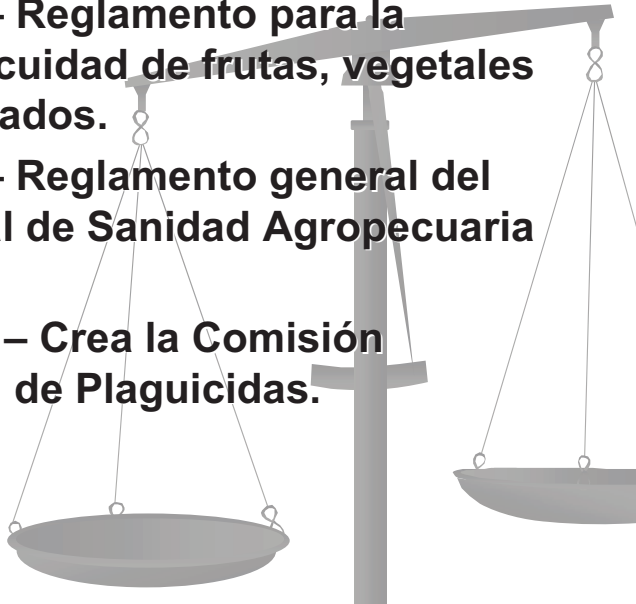 – Reglamento para la
cuidad de frutas, vegetales
ados.
– Reglamento general del
l de Sanidad Agropecuaria
– Crea la Comisión
de Plaguicidas.